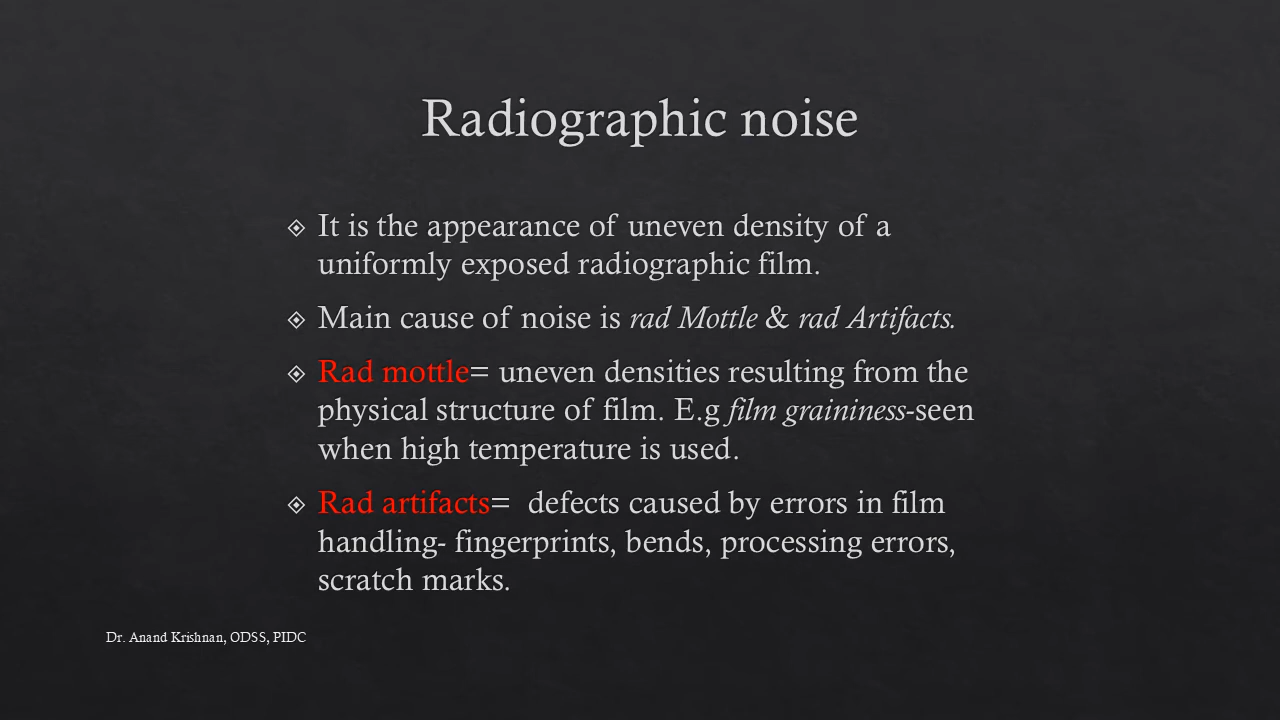 Radiographic noise
It is the appearance of uneven density of a
uniformly exposed radiographic film.
Main cause of noise is rad Mottle & rad Artifacts.
Rad mottle= uneven densities resulting from the
physical structure of film. E.g film graininess-seen
when high temperature is used.
Rad artifacts=  defects caused by errors in film
handling- fingerprints, bends, processing errors,
scratch marks.
Dr. Anand Krishnan, ODSS, PIDC